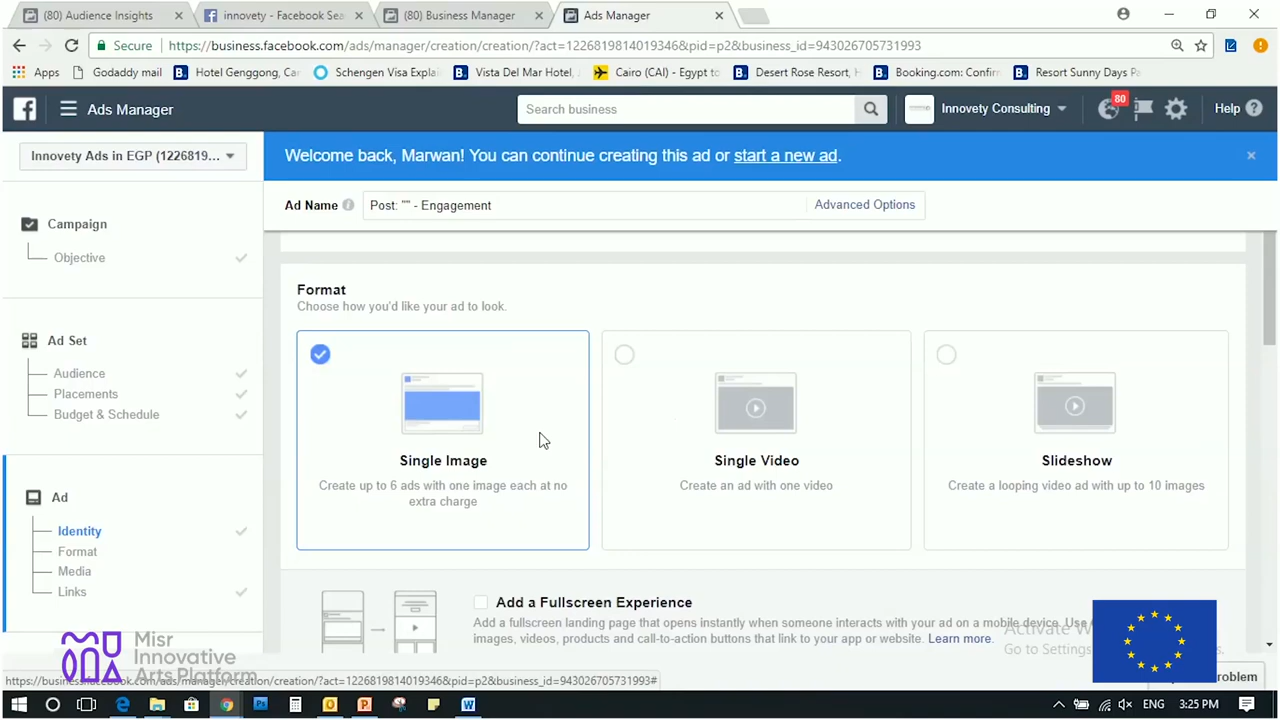 (80) Audience Insights
innovety - Facebook Sea
(80) Business Manager
Ads Manager
Secure
https://business.facebook.com/ads/manager/creation/creation/?act=1226819814019346&pid=p2&business_id=943026705731993
Apps
Godaddy mail
Hotel Genggong, Car
Schengen Visa Explai
Vista Del Mar Hotel,
Cairo (CAI) - Egypt to
Desert Rose Resort, H
Booking.com: Confirm
Resort Sunny Days Pa
Ads Manager
Search business
Innovety Consulting
80
Help
Innovety Ads in EGP (1226819...
Welcome back, Marwan! You can continue creating this ad or start a new ad.
Ad Name
Post: "" - Engagement
Advanced Options
Campaign
Objective
Ad Set
Audience
Placements
Budget & Schedule
Ad
Identity
Format
Media
Links
Format
Choose how you'd like your ad to look.
Single Image
Create up to 6 ads with one image each at no
extra charge
Single Video
Create an ad with one video
Slideshow
Create a looping video ad with up to 10 images
Add a Fullscreen Experience
Add a fullscreen landing page that opens instantly when someone interacts with your ad on a mobile device. Use
images, videos, products and call-to-action buttons that link to your app or website. Learn more.
Activate W
Go to Settings
Misr
Innovative
Arts Platform
https://business.facebook.com/ads/manager/creation/creation/?act=1226819814019346&pid=p2&business_id=943026705731993#
roblem
ENG
3:25 PM